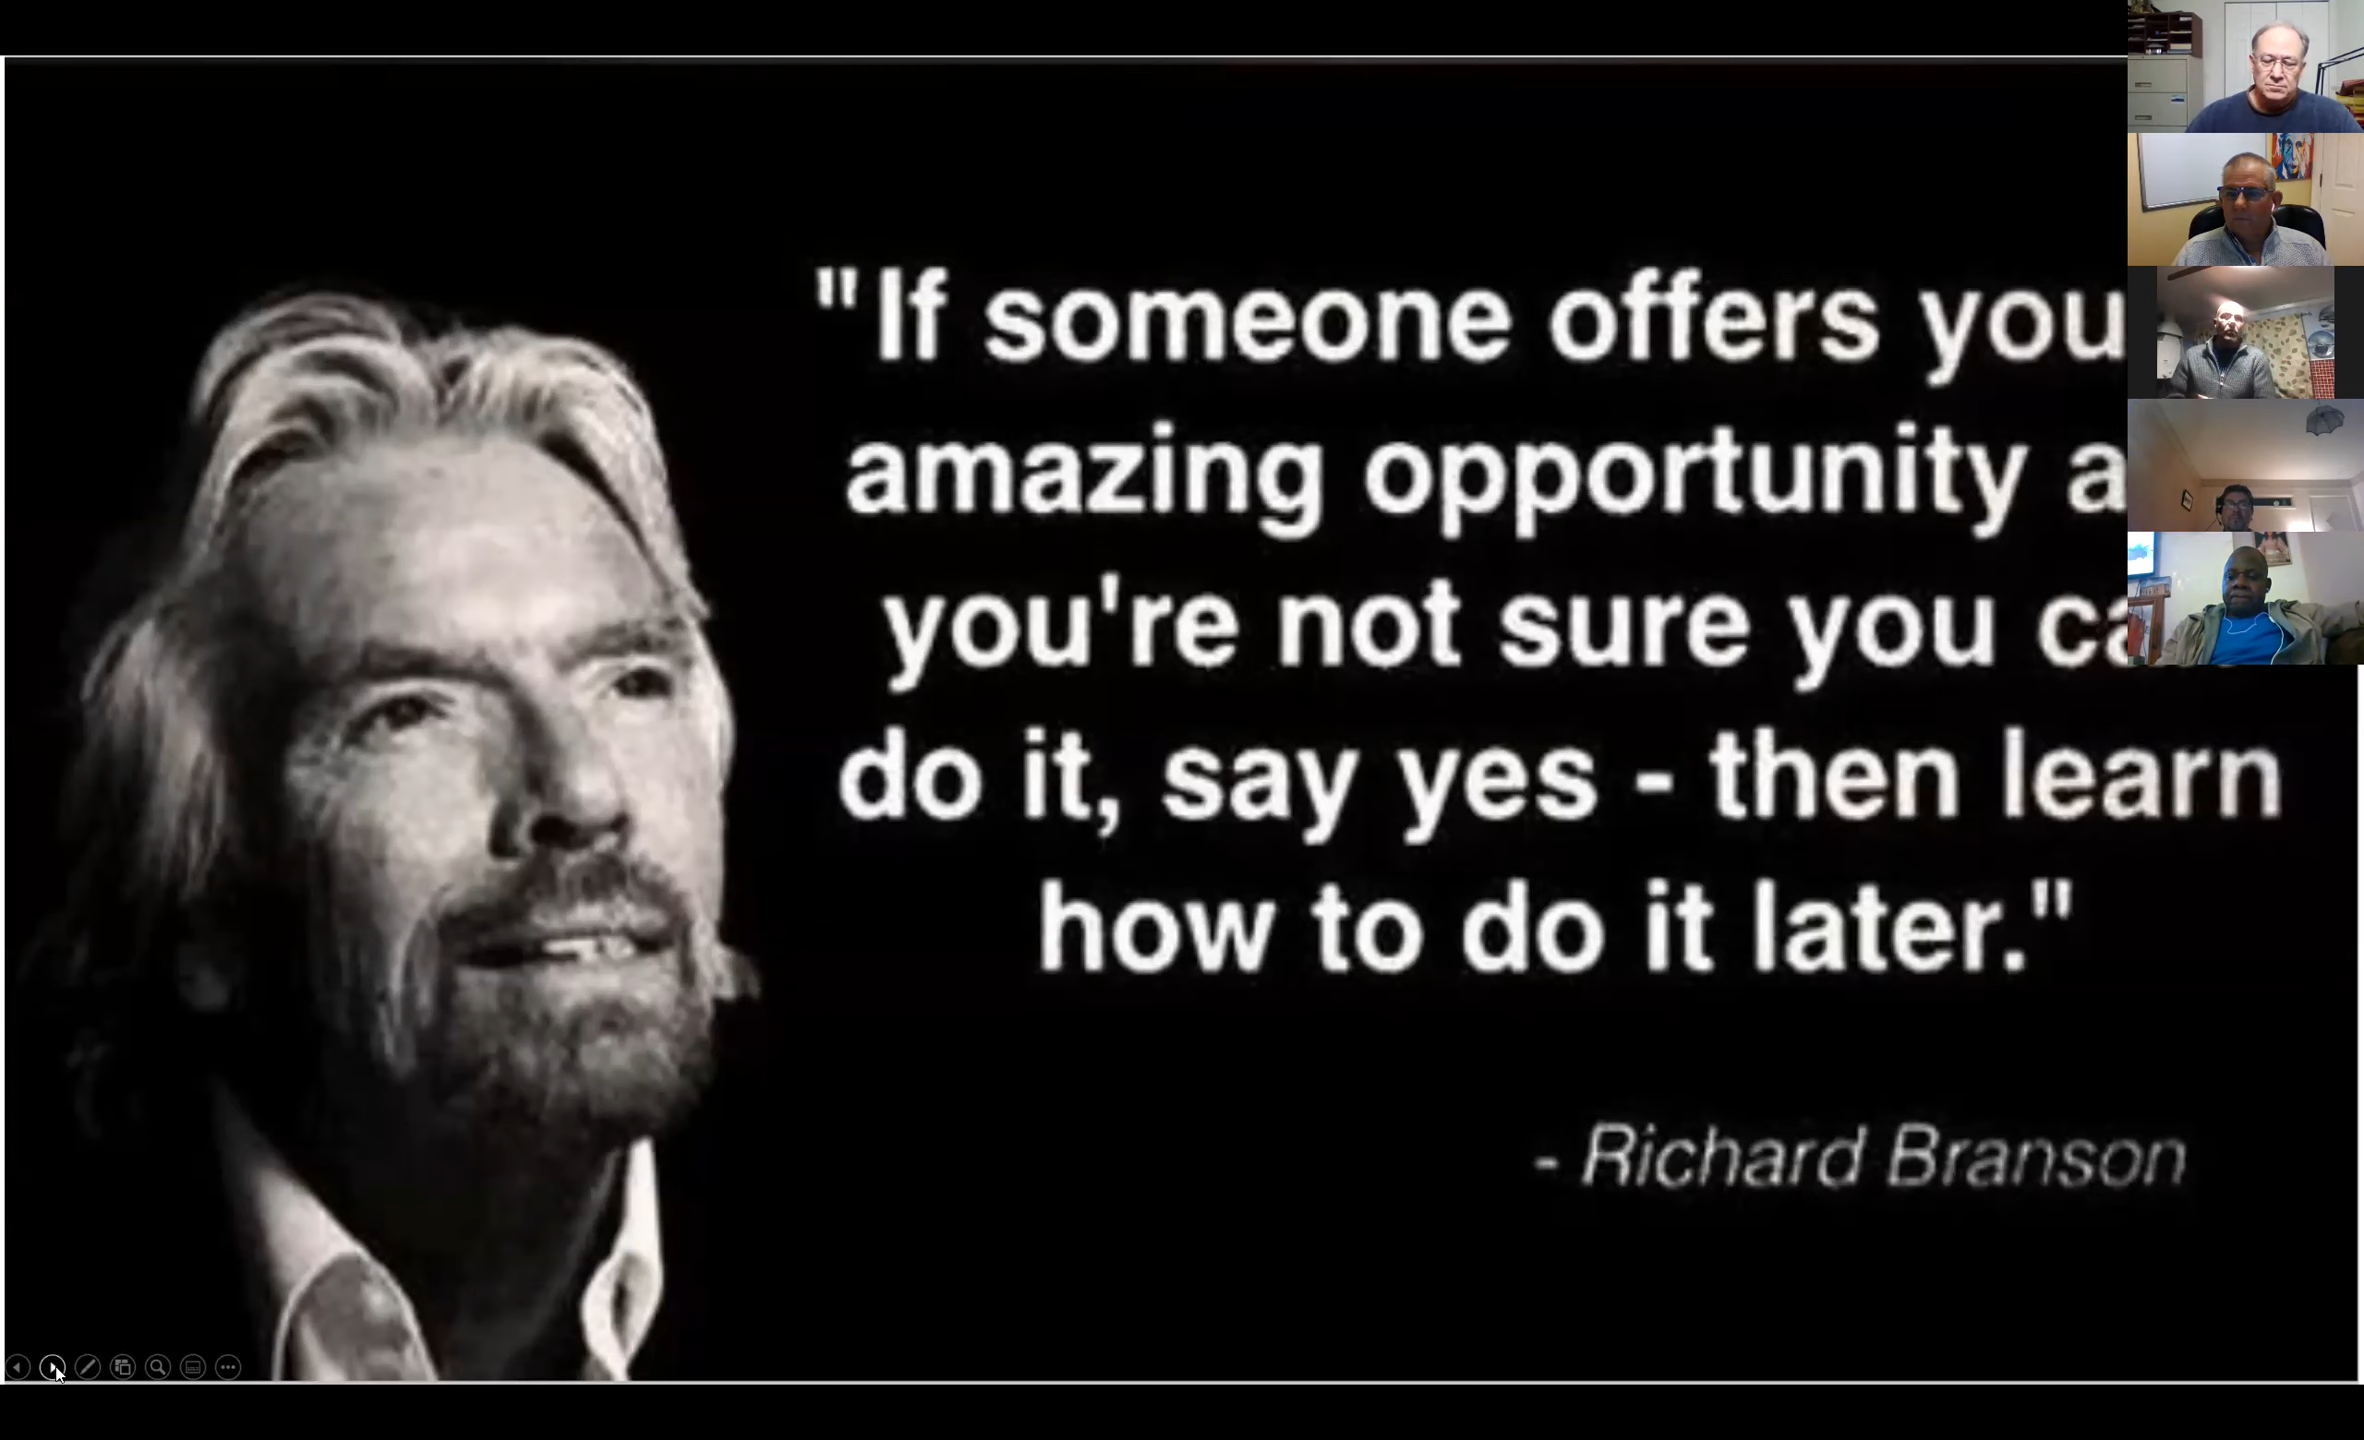 "If someone offers you
amazing opportunity a
you're not sure you ca
do it, say yes - then learn
how to do it later."
- Richard Branson